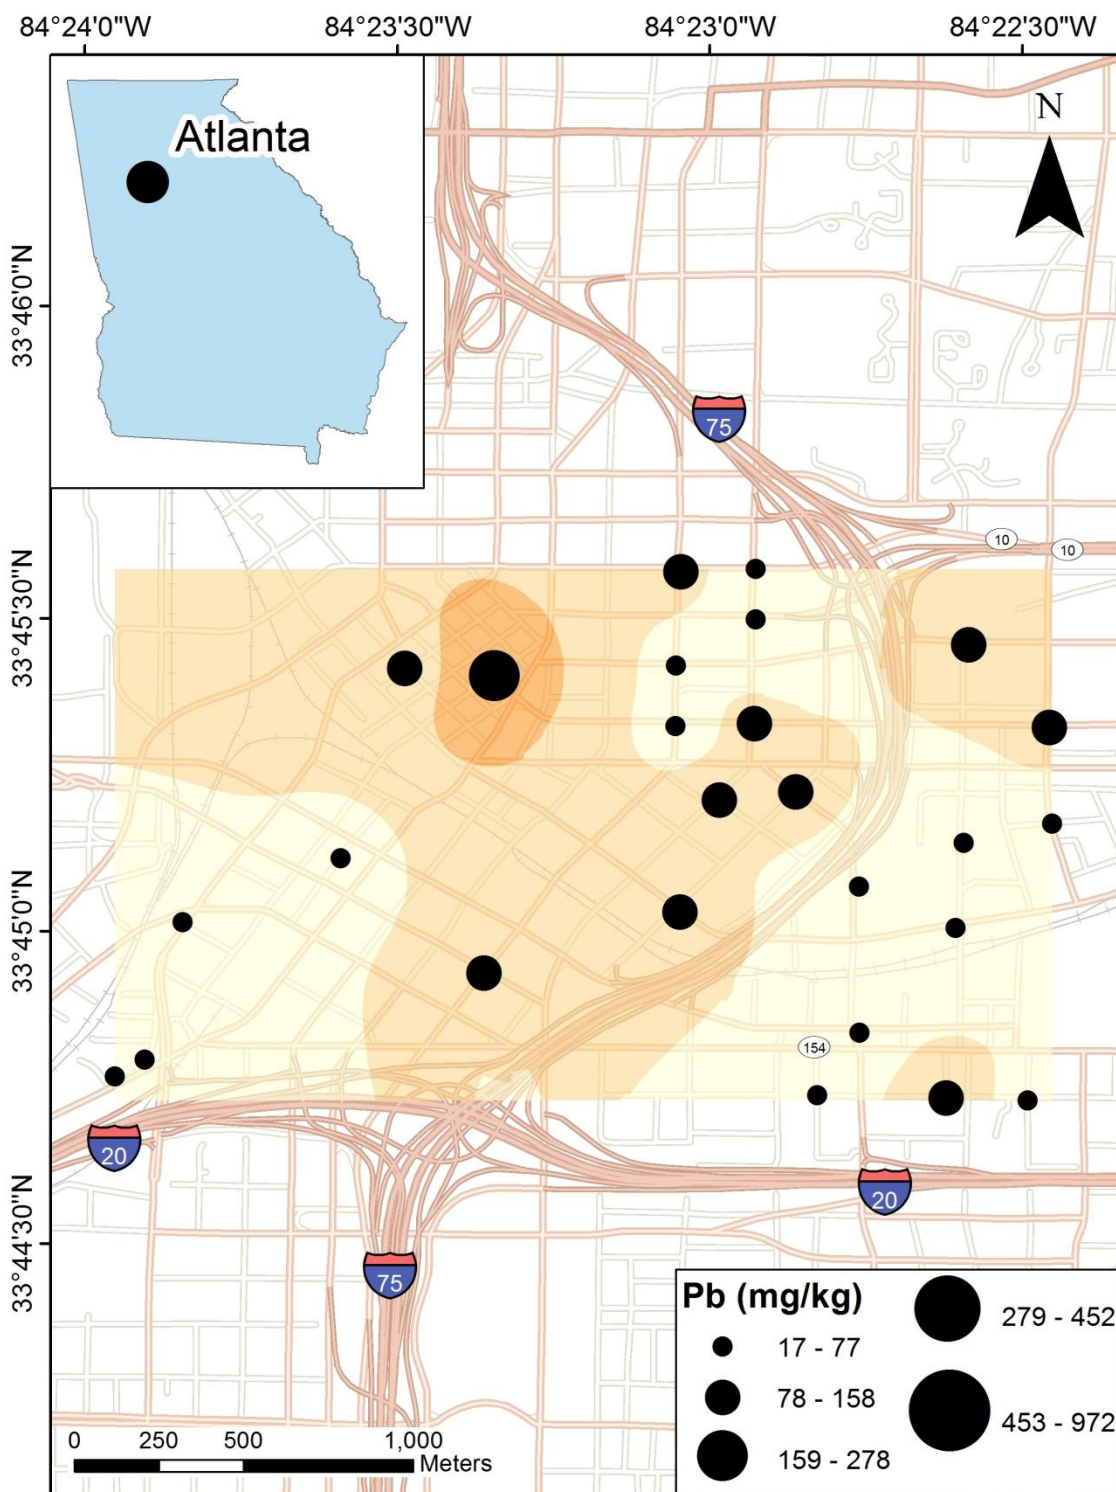 84°24'0"W 84°23'30"W 84°23'0"W 84°22'30"W
Atlanta
N
33°46'0"N
75
10
10
33°45'30"N
33°45'0"N
154
20
20
33°44'30"N
75
Pb (mg/kg)
17 - 77
78 - 158
159 - 278
279 - 452
453 - 972
0 250 500 1,000
Meters